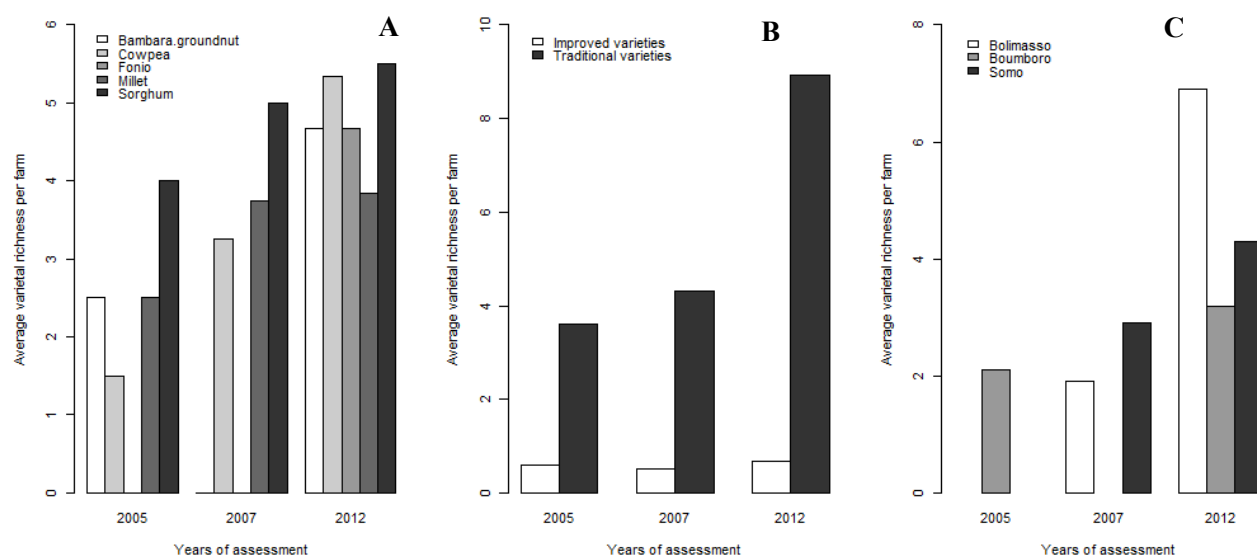 A
Bambara.groundnut
Cowpea
Fonio
Millet
Sorghum
Average varietal richness per farm
6
5
4
3
2
1
0
2005 2007 2012
Years of assessment
B
Improved varieties
Traditional varieties
Average varietal richness per farm
10
8
6
4
2
0
2005 2007 2012
Years of assessment
C
Bolimasso
Boumboro
Somo
Average varietal richness per farm
8
6
4
2
0
2005 2007 2012
Years of assessment